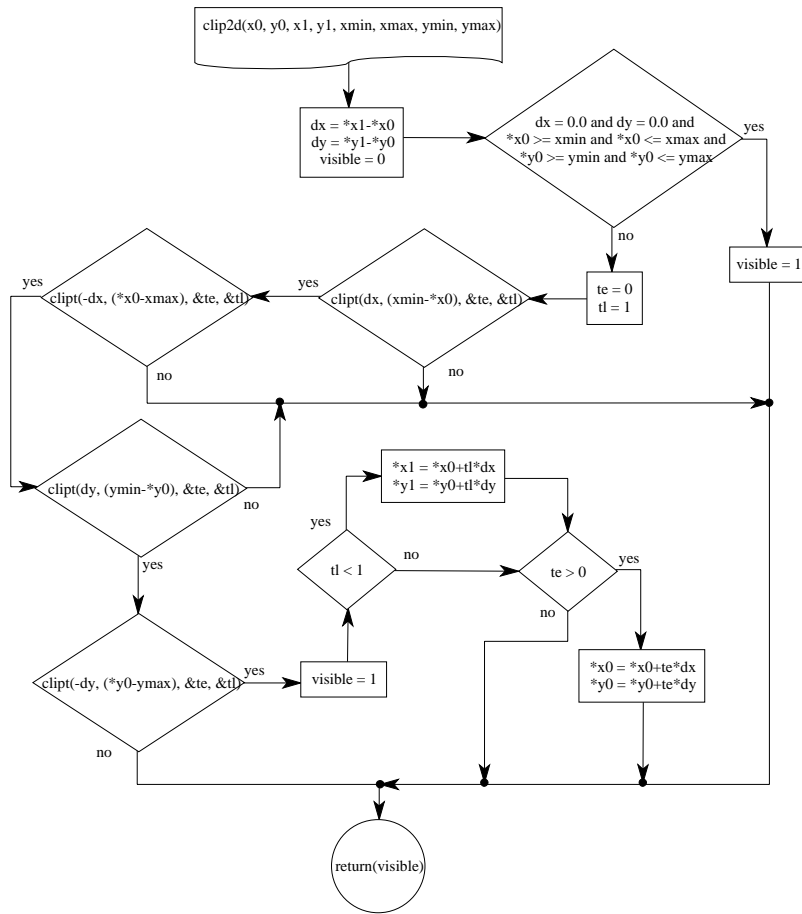 clip2d(x0, y0, x1, y1, xmin, xmax, ymin, ymax)
dx = *x1-*x0
dy = *y1-*y0
visible = 0
dx = 0.0 and dy = 0.0 and
*x0 >= xmin and *x0 <= xmax and
*y0 >= ymin and *y0 <= ymax
yes
no
visible = 1
te = 0
tl = 1
clipt(dx, (xmin-*x0), &te, &tl)
yes
no
clipt(-dx, (*x0-xmax), &te, &tl)
yes
no
clipt(dy, (ymin-*y0), &te, &tl)
no
yes
clipt(-dy, (*y0-ymax), &te, &tl)
yes
no
visible = 1
tl < 1
yes
no
*x1 = *x0+tl*dx
*y1 = *y0+tl*dy
te > 0
yes
no
*x0 = *x0+te*dx
*y0 = *y0+te*dy
return(visible)